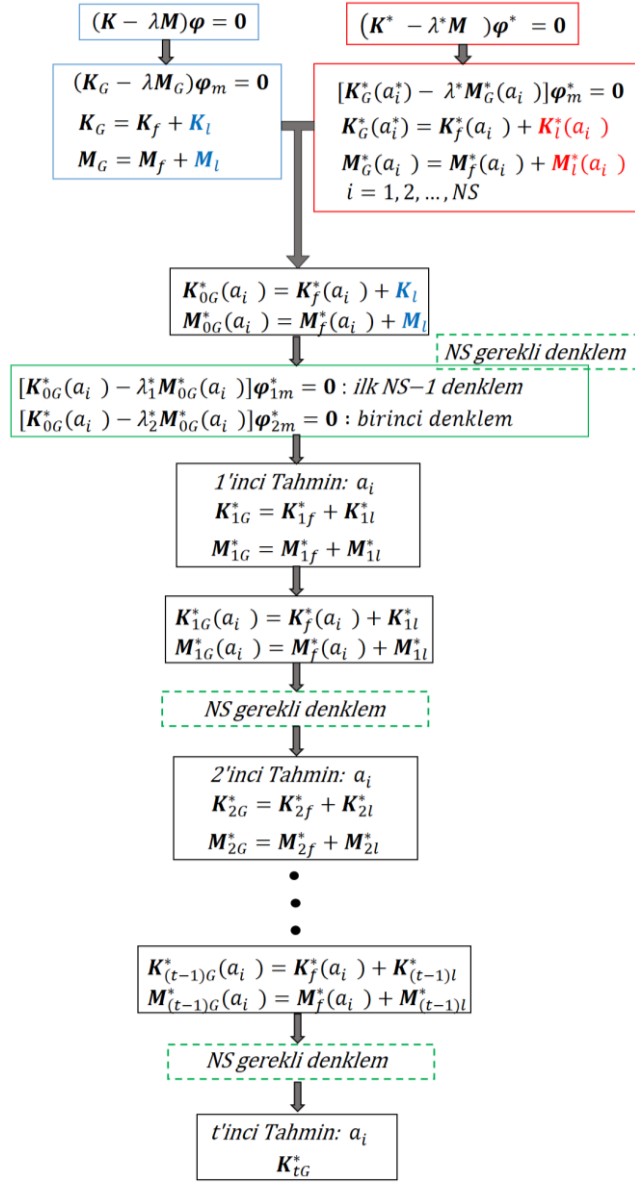 (K − λM)φ = 0
(K* − λ*M )φ* = 0
(K_G − λM_G)φ_m = 0
K_G = K_f + K_l
M_G = M_f + M_l
[K*_G(a*_i) − λ*M*_G(a_i )]φ*_m = 0
K*_G(a*_i) = K*_f(a_i ) + K*_l(a_i )
M*_G(a_i ) = M*_f(a_i ) + M*_l(a_i )
i = 1, 2, …, NS
K*_0G(a_i ) = K*_f(a_i ) + K_l
M*_0G(a_i ) = M*_f(a_i ) + M_l
NS gerekli denklem
[K*_0G(a_i ) − λ*_1M*_0G(a_i )]φ*_1m = 0 : ilk NS−1 denklem
[K*_0G(a_i ) − λ*_2M*_0G(a_i )]φ*_2m = 0 : birinci denklem
1'inci Tahmin: a_i
K*_1G = K*_1f + K*_1l
M*_1G = M*_1f + M*_1l
K*_1G(a_i ) = K*_f(a_i ) + K*_1l
M*_1G(a_i ) = M*_f(a_i ) + M*_1l
NS gerekli denklem
2'inci Tahmin: a_i
K*_2G = K*_2f + K*_2l
M*_2G = M*_2f + M*_2l
K*_(t−1)G(a_i ) = K*_f(a_i ) + K*_(t−1)l
M*_(t−1)G(a_i ) = M*_f(a_i ) + M*_(t−1)l
NS gerekli denklem
t'inci Tahmin: a_i
K*_tG